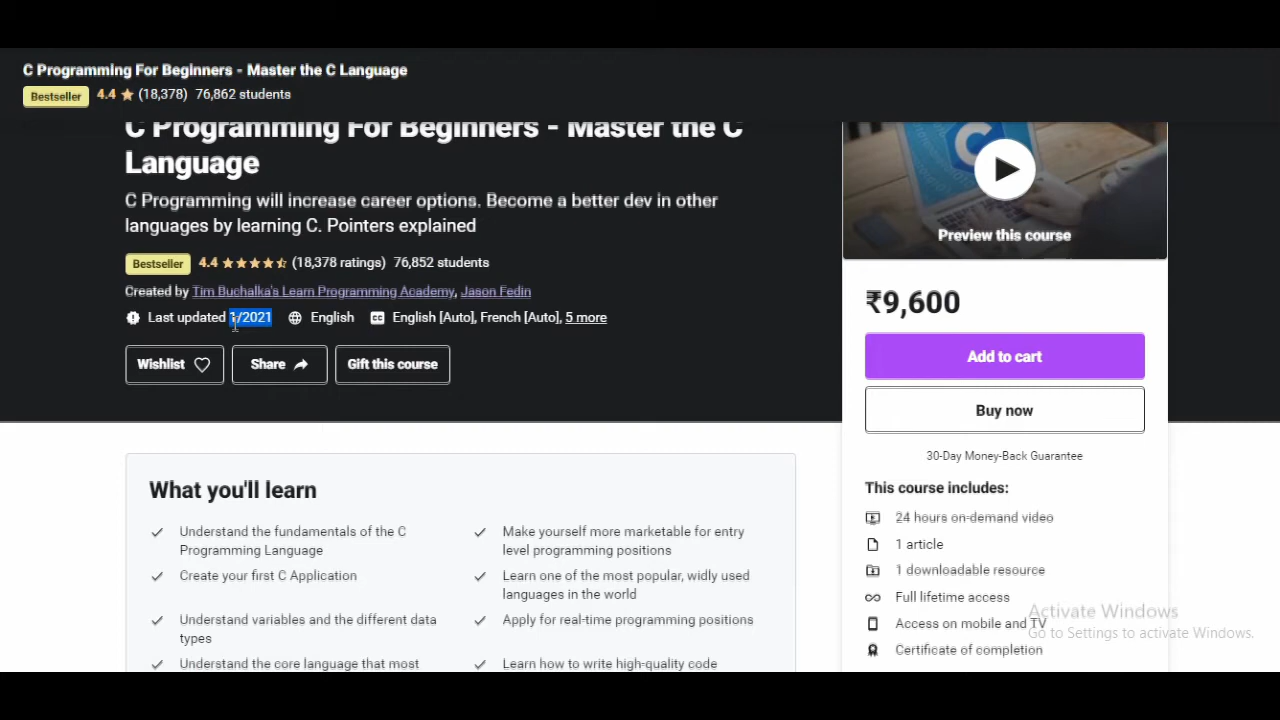 C Programming For Beginners - Master the C Language
Bestseller 4.4 (18,378) 76,862 students
C Programming For Beginners - Master the C
Language
C Programming will increase career options. Become a better dev in other
languages by learning C. Pointers explained
Bestseller 4.4 (18,378 ratings) 76,852 students
Created by Tim Buchalka's Learn Programming Academy, Jason Fedin
Last updated 1/2021 English English [Auto], French [Auto], 5 more
Wishlist Share Gift this course
What you'll learn
Understand the fundamentals of the C
Programming Language
Create your first C Application
Understand variables and the different data
types
Understand the core language that most
Make yourself more marketable for entry
level programming positions
Learn one of the most popular, widly used
languages in the world
Apply for real-time programming positions
Learn how to write high-quality code
C
Preview this course
₹9,600
Add to cart
Buy now
30-Day Money-Back Guarantee
This course includes:
24 hours on-demand video
1 article
1 downloadable resource
Full lifetime access
Access on mobile and TV
Certificate of completion
Activate Windows
Go to Settings to activate Windows.